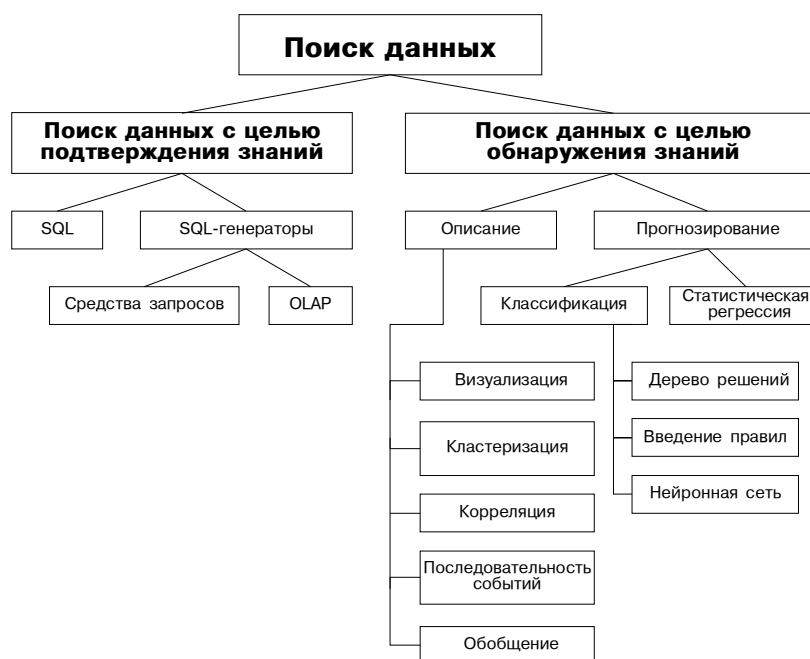 Поиск данных
Поиск данных с целью
подтверждения знаний
Поиск данных с целью
обнаружения знаний
SQL
SQL-генераторы
Описание
Прогнозирование
Средства запросов
OLAP
Классификация
Статистическая
регрессия
Визуализация
Дерево решений
Кластеризация
Введение правил
Корреляция
Нейронная сеть
Последовательность
событий
Обобщение